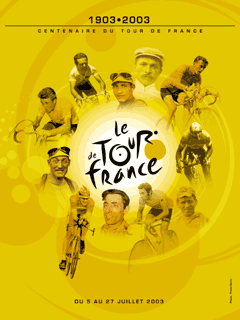 1903•2003
CENTENAIRE DU TOUR DE FRANCE
le
TOUR
de
france
DU 5 AU 27 JUILLET 2003